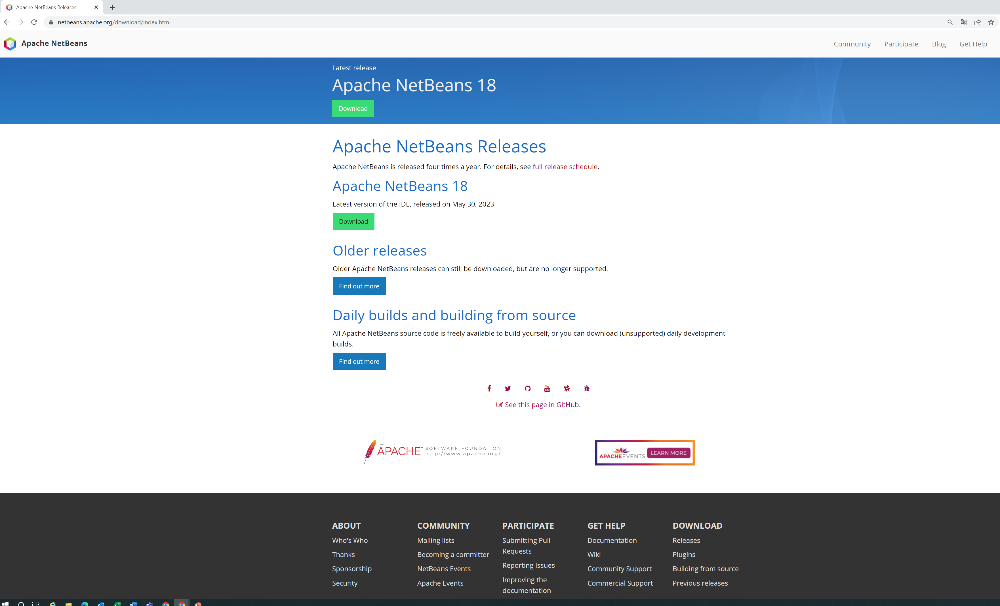 Apache NetBeans Releases
netbeans.apache.org/download/index.html
Apache NetBeans
Community Participate Blog Get Help
Latest release
Apache NetBeans 18
Download
Apache NetBeans Releases
Apache NetBeans is released four times a year. For details, see full release schedule.
Apache NetBeans 18
Latest version of the IDE, released on May 30, 2023.
Download
Older releases
Older Apache NetBeans releases can still be downloaded, but are no longer supported.
Find out more
Daily builds and building from source
All Apache NetBeans source code is freely available to build yourself, or you can download (unsupported) daily development
builds.
Find out more
You
Tube
See this page in GitHub.
THE
APACHE SOFTWARE FOUNDATION
http://www.apache.org/
APACHEEVENTS LEARN MORE
ABOUT
Who's Who
Thanks
Sponsorship
Security
COMMUNITY
Mailing lists
Becoming a committer
NetBeans Events
Apache Events
PARTICIPATE
Submitting Pull
Requests
Reporting Issues
Improving the
documentation
GET HELP
Documentation
Wiki
Community Support
Commercial Support
DOWNLOAD
Releases
Plugins
Building from source
Previous releases